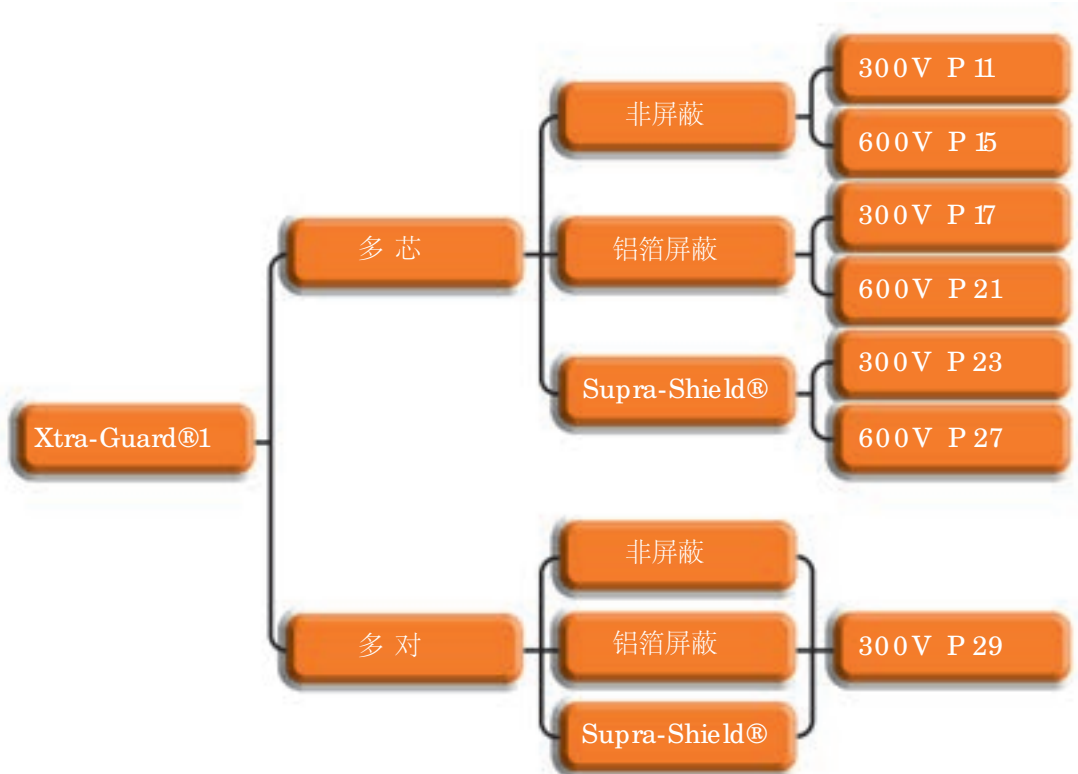 300V P 11
非屏蔽
600V P 15
300V P 17
多 芯
铝箔屏蔽
600V P 21
300V P 23
Supra-Shield®
Xtra-Guard®1
600V P 27
非屏蔽
多 对
铝箔屏蔽
300V P 29
Supra-Shield®